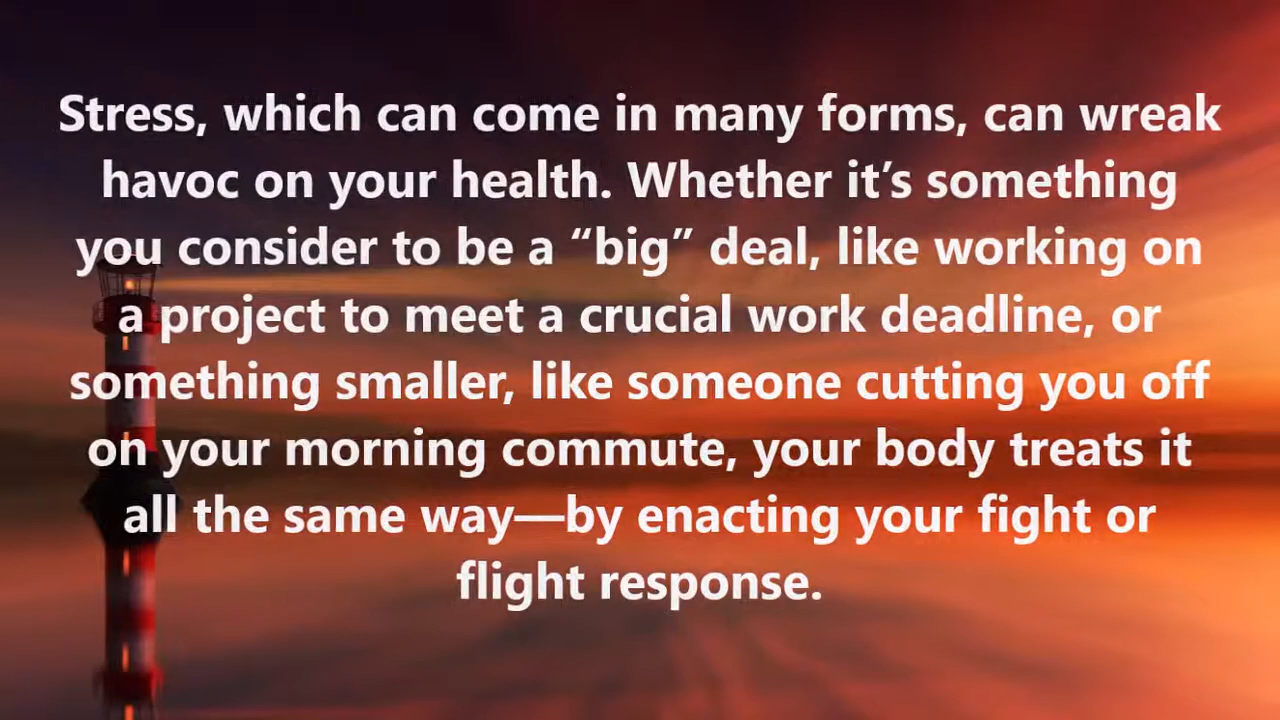 Stress, which can come in many forms, can wreak
havoc on your health. Whether it’s something
you consider to be a “big” deal, like working on
a project to meet a crucial work deadline, or
something smaller, like someone cutting you off
on your morning commute, your body treats it
all the same way—by enacting your fight or
flight response.